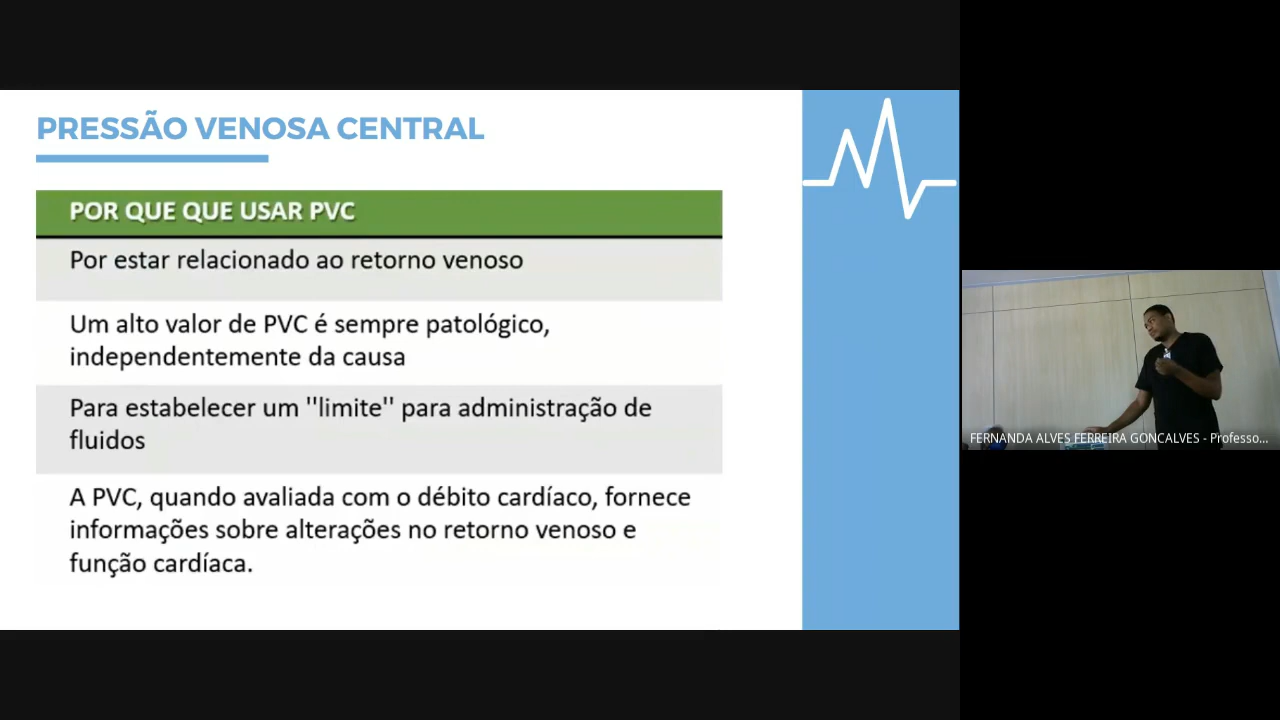 PRESSÃO VENOSA CENTRAL
POR QUE QUE USAR PVC
Por estar relacionado ao retorno venoso
Um alto valor de PVC é sempre patológico,
independentemente da causa
Para estabelecer um "limite" para administração de
fluidos
A PVC, quando avaliada com o débito cardíaco, fornece
informações sobre alterações no retorno venoso e
função cardíaca.
FERNANDA ALVES FERREIRA GONCALVES - Professo...